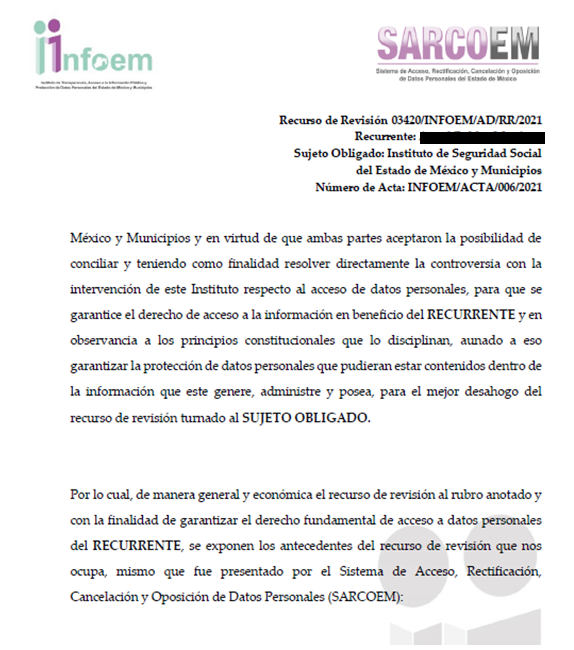 infoem
Instituto de Transparencia, Acceso a la Información Pública y
Protección de Datos Personales del Estado de México y Municipios
SARCOEM
Sistema de Acceso, Rectificación, Cancelación y Oposición
de Datos Personales del Estado de México
Recurso de Revisión 03420/INFOEM/AD/RR/2021
Recurrente:
Sujeto Obligado: Instituto de Seguridad Social
del Estado de México y Municipios
Número de Acta: INFOEM/ACTA/006/2021
México y Municipios y en virtud de que ambas partes aceptaron la posibilidad de
conciliar y teniendo como finalidad resolver directamente la controversia con la
intervención de este Instituto respecto al acceso de datos personales, para que se
garantice el derecho de acceso a la información en beneficio del RECURRENTE y en
observancia a los principios constitucionales que lo disciplinan, aunado a eso
garantizar la protección de datos personales que pudieran estar contenidos dentro de
la información que este genere, administre y posea, para el mejor desahogo del
recurso de revisión turnado al SUJETO OBLIGADO.
Por lo cual, de manera general y económica el recurso de revisión al rubro anotado y
con la finalidad de garantizar el derecho fundamental de acceso a datos personales
del RECURRENTE, se exponen los antecedentes del recurso de revisión que nos
ocupa, mismo que fue presentado por el Sistema de Acceso, Rectificación,
Cancelación y Oposición de Datos Personales (SARCOEM):